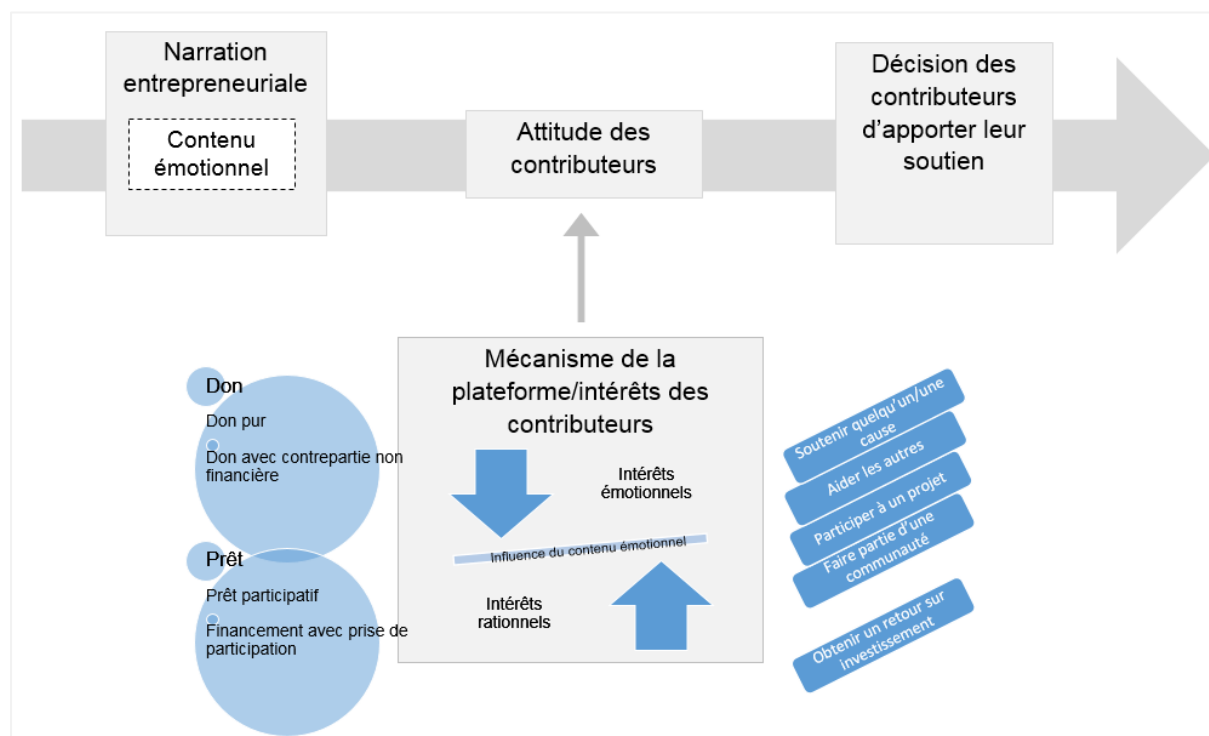 Narration
entrepreneuriale
Contenu
émotionnel
Attitude des
contributeurs
Décision des
contributeurs
d’apporter leur
soutien
Mécanisme de la
plateforme/intérêts des
contributeurs
Intérêts
émotionnels
Influence du contenu émotionnel
Intérêts
rationnels
Don
Don pur
Don avec contrepartie non
financière
Prêt
Prêt participatif
Financement avec prise de
participation
Soutenir quelqu’un/une
cause
Aider les autres
Participer à un projet
Faire partie d’une
communauté
Obtenir un retour sur
investissement